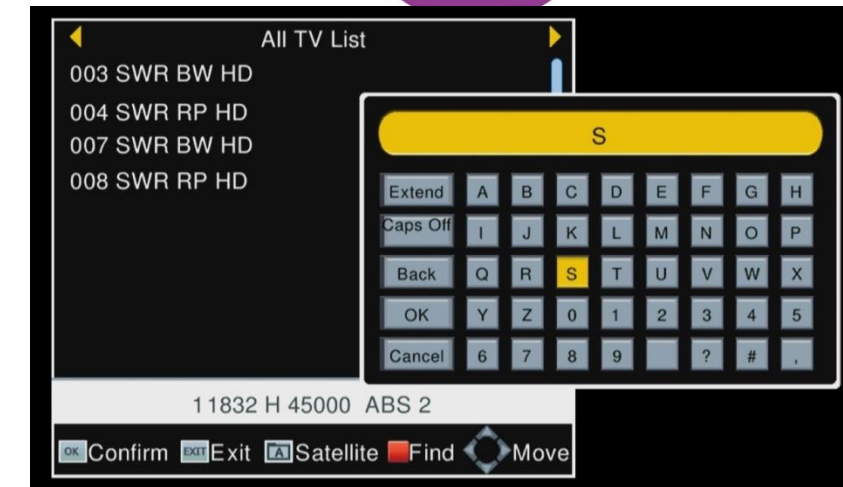 All TV List
003 SWR BW HD
004 SWR RP HD
007 SWR BW HD
008 SWR RP HD
S
Extend A B C D E F G H
Caps Off I J K L M N O P
Back Q R S T U V W X
OK Y Z 0 1 2 3 4 5
Cancel 6 7 8 9 ? # ,
11832 H 45000 ABS 2
OK Confirm EXIT Exit A Satellite Find Move